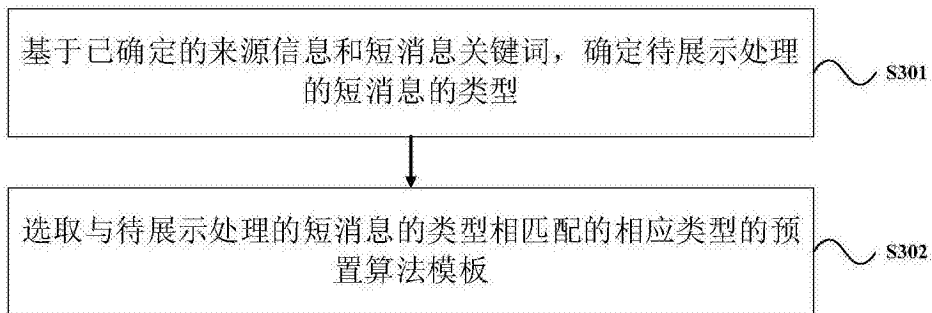 基于已确定的来源信息和短消息关键词，确定待展示处理
的短消息的类型
S301
选取与待展示处理的短消息的类型相匹配的相应类型的预
置算法模板
S302